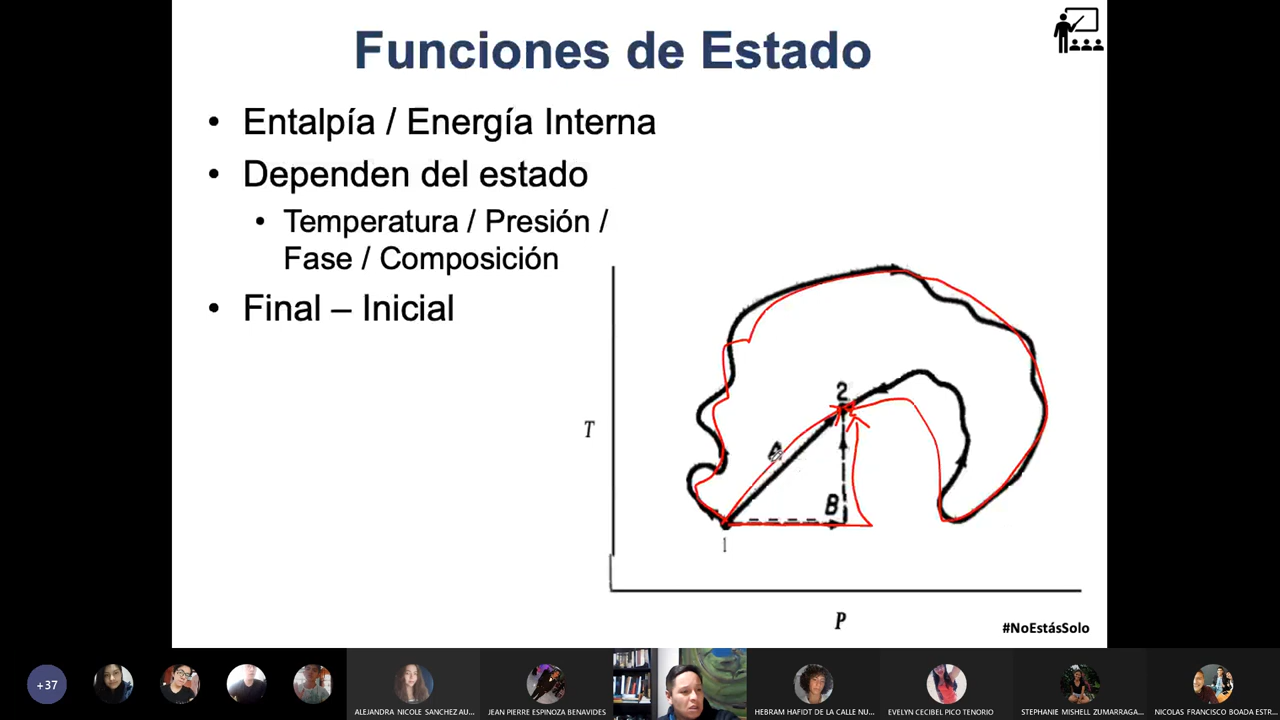 Funciones de Estado
• Entalpía / Energía Interna
• Dependen del estado
• Temperatura / Presión /
Fase / Composición
• Final – Inicial
T
2
A
B
1
P
#NoEstásSolo
+37
ALEJANDRA NICOLE SANCHEZ AU...
JEAN PIERRE ESPINOZA BENAVIDES
HEBRAM HAFIDT DE LA CALLE NU...
EVELYN CECIBEL PICO TENORIO
STEPHANIE MISHELL ZUMARRAGA...
NICOLAS FRANCISCO BOADA ESTR...